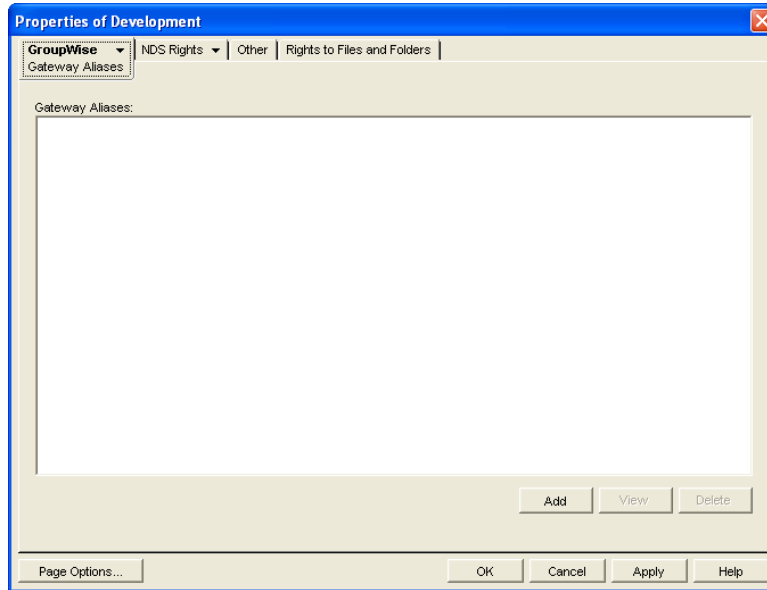 Properties of Development
GroupWise NDS Rights Other Rights to Files and Folders
Gateway Aliases
Gateway Aliases:
Add View Delete
Page Options... OK Cancel Apply Help